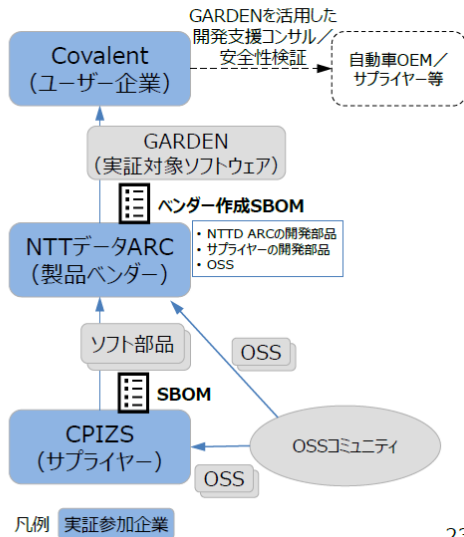 GARDENを活用した
開発支援コンサル／
安全性検証
Covalent
（ユーザー企業）
自動車OEM／
サプライヤー等
GARDEN
（実証対象ソフトウェア）
ベンダー作成SBOM
NTTデータARC
（製品ベンダー）
・NTTD ARCの開発部品
・サプライヤーの開発部品
・OSS
ソフト部品
OSS
SBOM
CPIZS
（サプライヤー）
OSSコミュニティ
OSS
凡例 実証参加企業